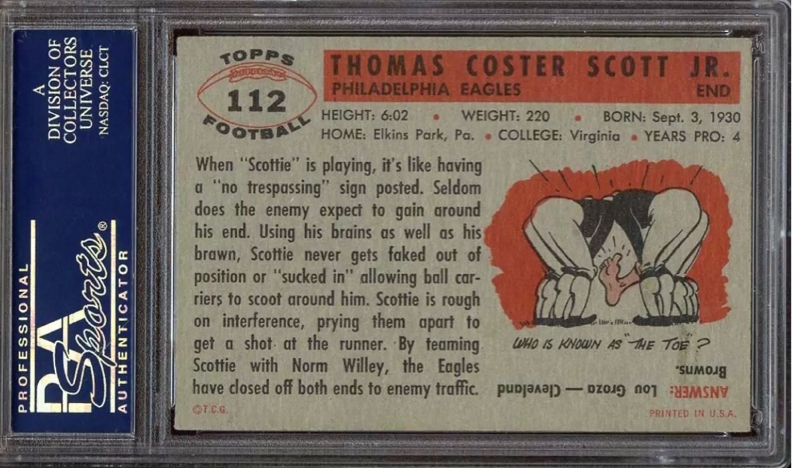 A
DIVISION OF
COLLECTORS
UNIVERSE
NASDAQ: CLCT
PROFESSIONAL
PSA
Sports®
AUTHENTICATOR
TOPPS
112
FOOTBALL
THOMAS COSTER SCOTT JR.
PHILADELPHIA EAGLES END
HEIGHT: 6:02 • WEIGHT: 220 • BORN: Sept. 3, 1930
HOME: Elkins Park, Pa. • COLLEGE: Virginia • YEARS PRO: 4
When "Scottie" is playing, it's like having
a "no trespassing" sign posted. Seldom
does the enemy expect to gain around
his end. Using his brains as well as his
brawn, Scottie never gets faked out of
position or "sucked in" allowing ball car-
riers to scoot around him. Scottie is rough
on interference, prying them apart to
get a shot at the runner. By teaming
Scottie with Norm Willey, the Eagles
have closed off both ends to enemy traffic.
©T.C.G.
WHO IS KNOWN AS "THE TOE"?
ANSWER: Lou Groza — Cleveland
Browns.
PRINTED IN U.S.A.